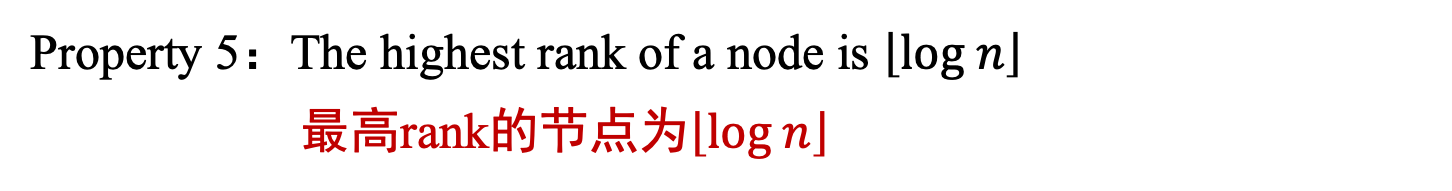 Property 5：The highest rank of a node is ⌊log n⌋
最高rank的节点为⌊log n⌋